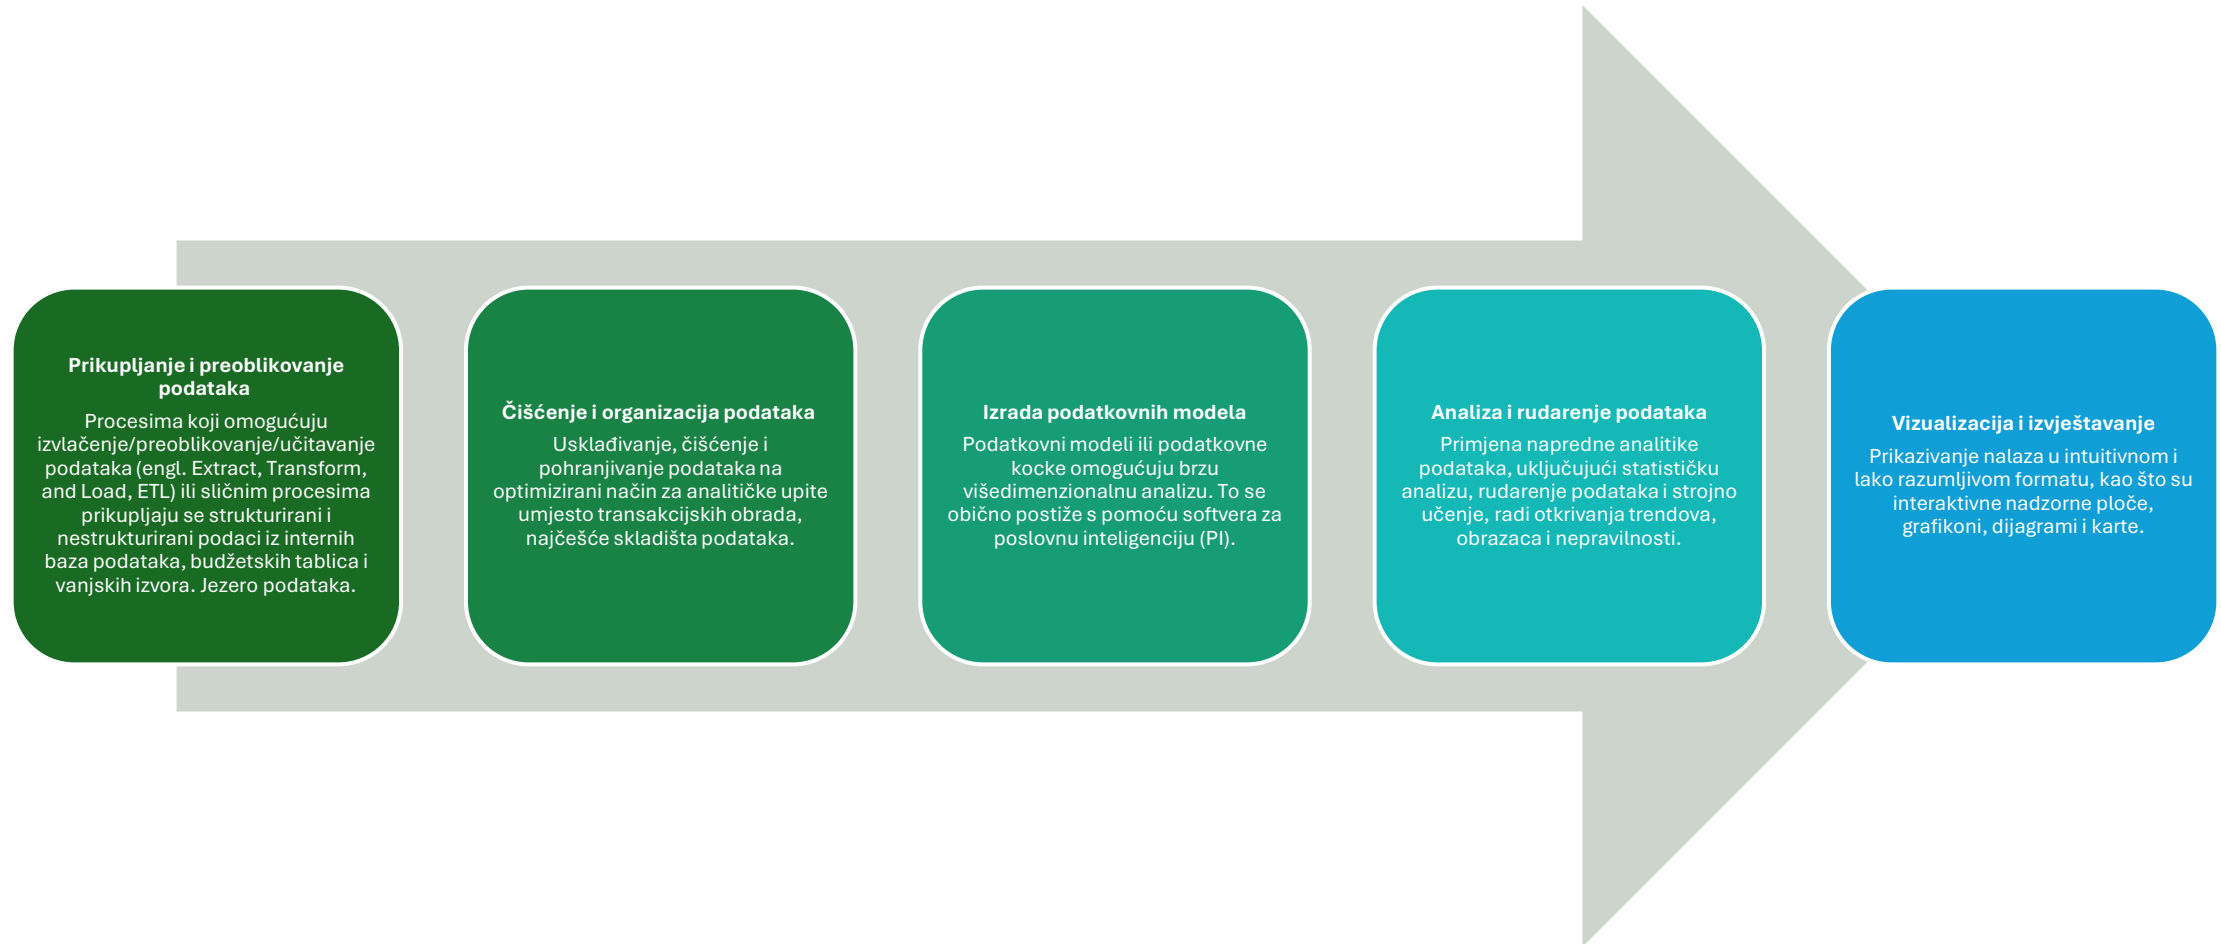 Prikupljanje i preoblikovanje
podataka
Procesima koji omogućuju
izvlačenje/preoblikovanje/učitavanje
podataka (engl. Extract, Transform,
and Load, ETL) ili sličnim procesima
prikupljaju se strukturirani i
nestrukturirani podaci iz internih
baza podataka, budžetskih tablica i
vanjskih izvora. Jezero podataka.
Čišćenje i organizacija podataka
Usklađivanje, čišćenje i
pohranjivanje podataka na
optimizirani način za analitičke upite
umjesto transakcijskih obrada,
najčešće skladišta podataka.
Izrada podatkovnih modela
Podatkovni modeli ili podatkovne
kocke omogućuju brzu
višedimenzionalnu analizu. To se
obično postiže s pomoću softvera za
poslovnu inteligenciju (PI).
Analiza i rudarenje podataka
Primjena napredne analitike
podataka, uključujući statističku
analizu, rudarenje podataka i strojno
učenje, radi otkrivanja trendova,
obrazaca i nepravilnosti.
Vizualizacija i izvještavanje
Prikazivanje nalaza u intuitivnom i
lako razumljivom formatu, kao što su
interaktivne nadzorne ploče,
grafikoni, dijagrami i karte.